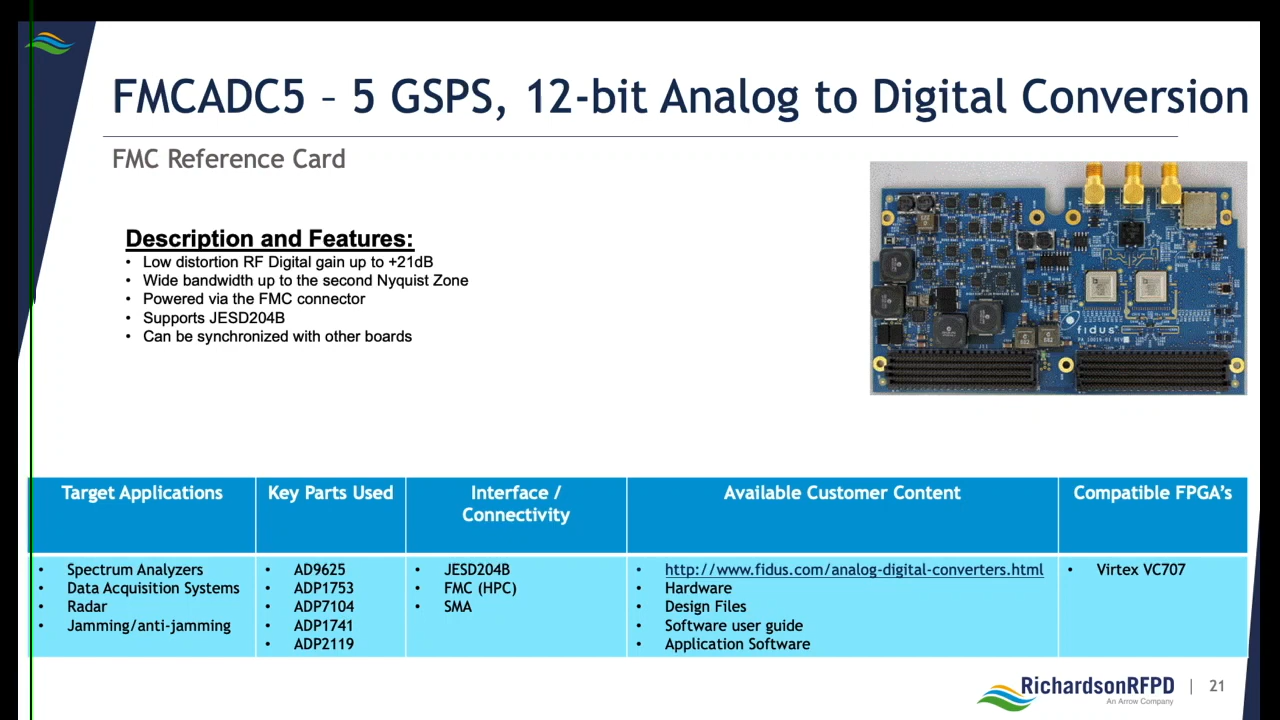 FMCADC5 – 5 GSPS, 12-bit Analog to Digital Conversion
FMC Reference Card
Description and Features:
• Low distortion RF Digital gain up to +21dB
• Wide bandwidth up to the second Nyquist Zone
• Powered via the FMC connector
• Supports JESD204B
• Can be synchronized with other boards
fidus
Target Applications
• Spectrum Analyzers
• Data Acquisition Systems
• Radar
• Jamming/anti-jamming
Key Parts Used
• AD9625
• ADP1753
• ADP7104
• ADP1741
• ADP2119
Interface /
Connectivity
• JESD204B
• FMC (HPC)
• SMA
Available Customer Content
• http://www.fidus.com/analog-digital-converters.html
• Hardware
• Design Files
• Software user guide
• Application Software
Compatible FPGA’s
• Virtex VC707
RichardsonRFPD
An Arrow Company
| 21